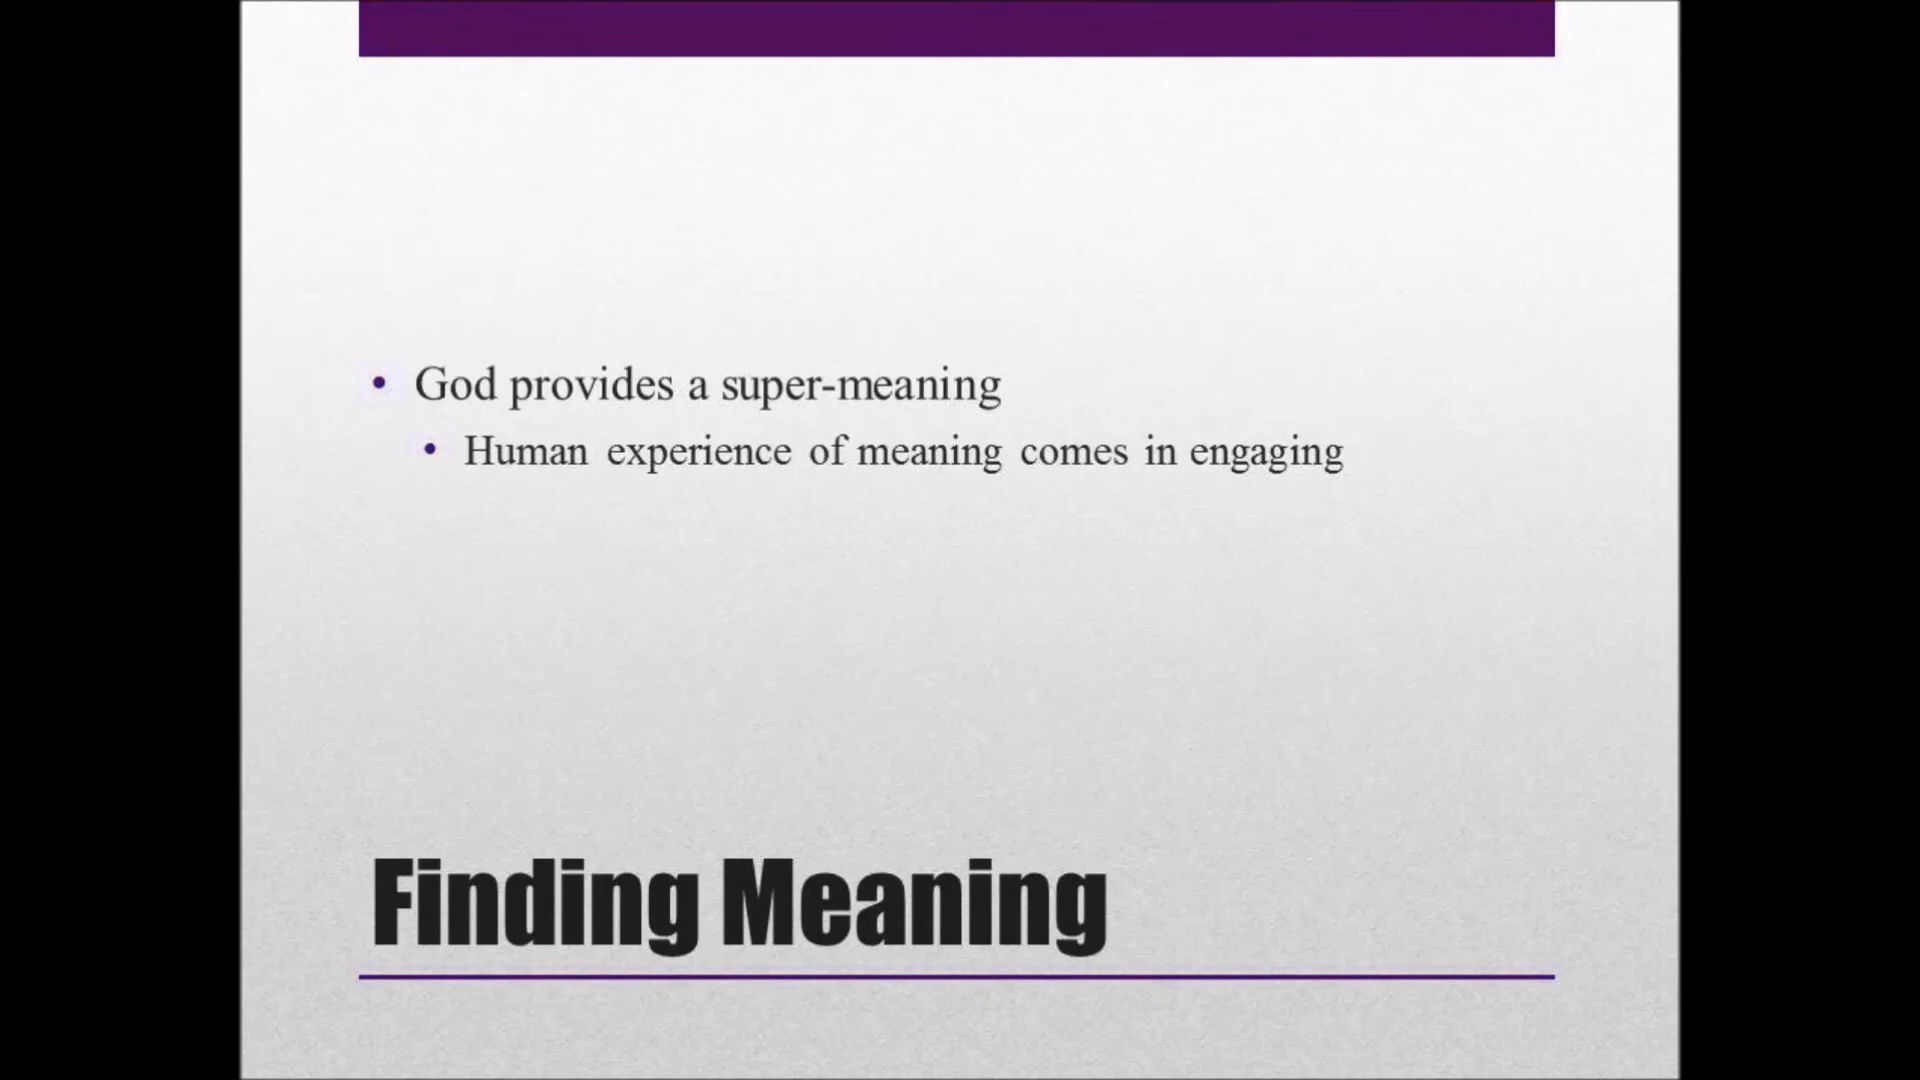 • God provides a super-meaning
• Human experience of meaning comes in engaging
Finding Meaning